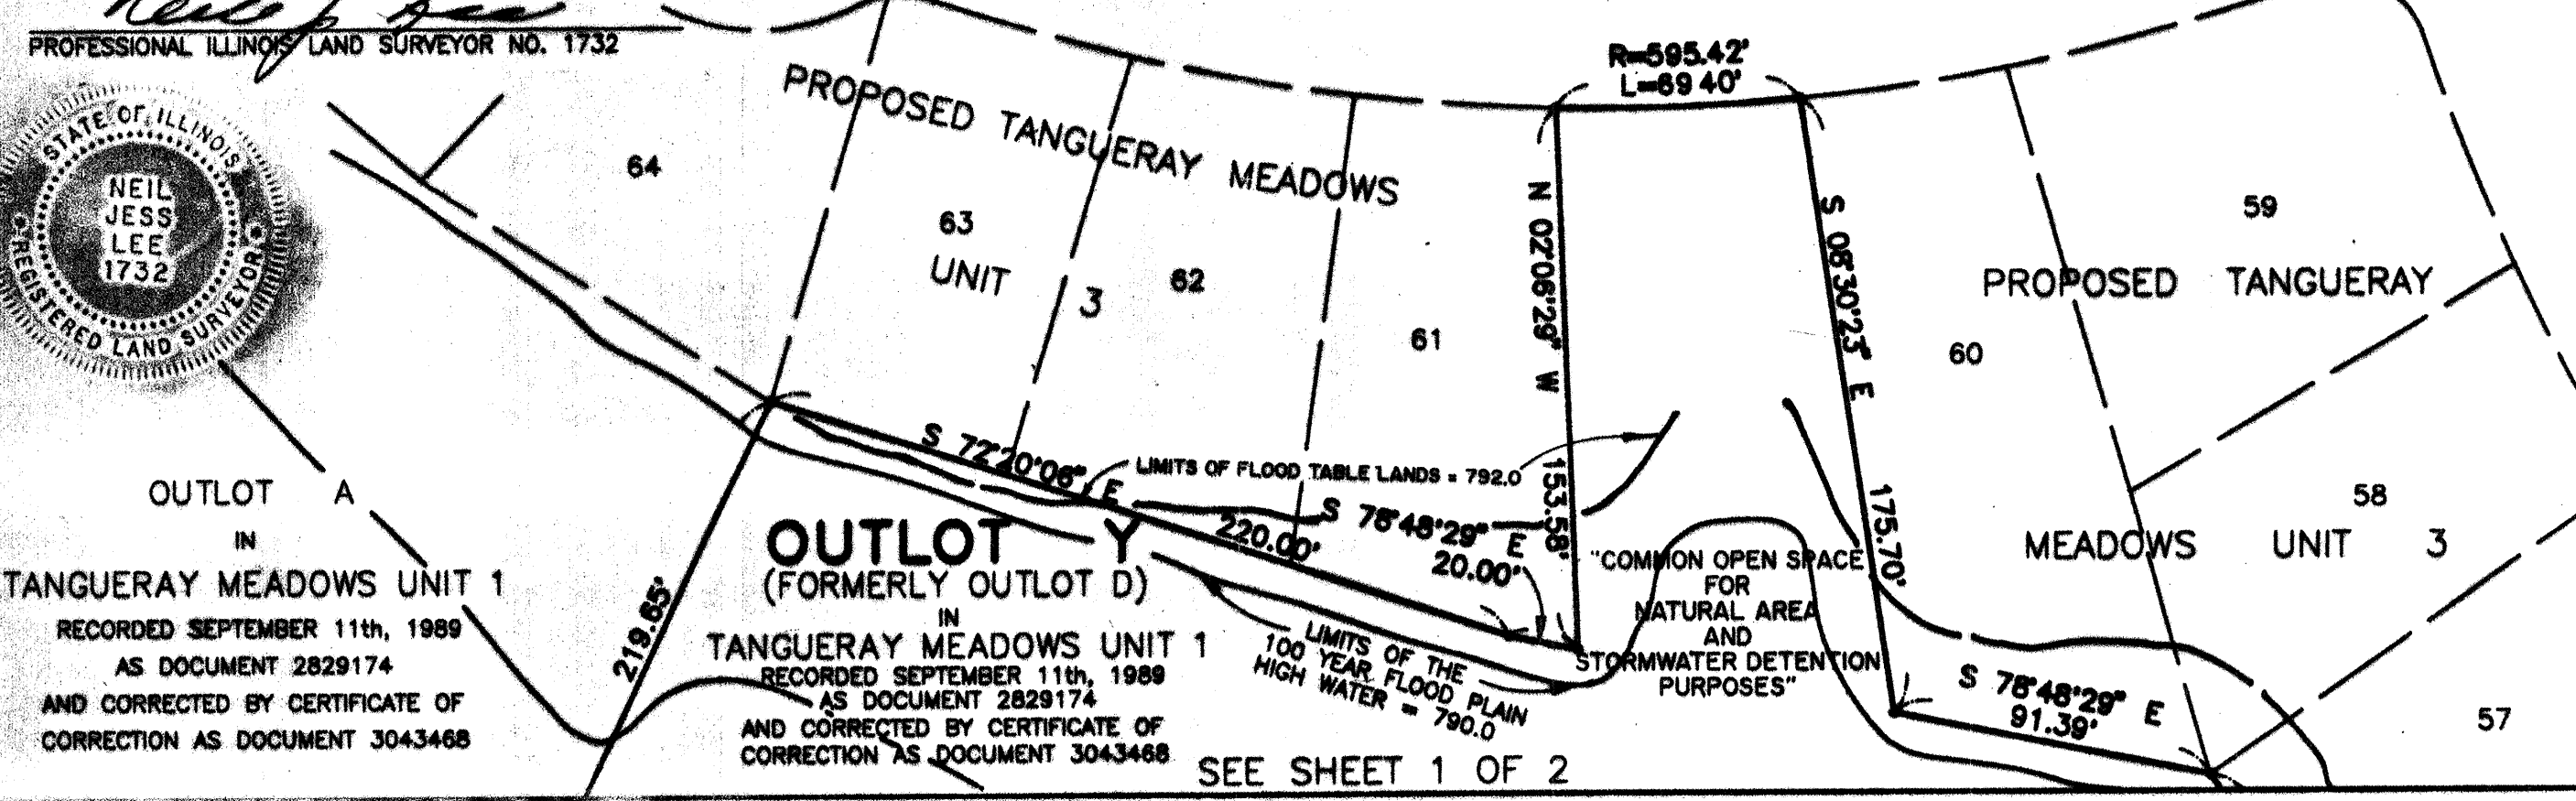 PROFESSIONAL ILLINOIS LAND SURVEYOR NO. 1732
STATE OF ILLINOIS
NEIL
JESS
LEE
1732
REGISTERED LAND SURVEYOR
64
PROPOSED TANGUERAY MEADOWS
63
UNIT 3
62
61
R=595.42'
L=69.40'
N 02°06'29" W
153.58'
S 08°30'23" E
175.70'
59
PROPOSED TANGUERAY
60
58
MEADOWS UNIT 3
57
S 72°20'06" E
220.00'
LIMITS OF FLOOD TABLE LANDS = 792.0
S 78°48'29" E
20.00'
"COMMON OPEN SPACE
FOR
NATURAL AREA
AND
STORMWATER DETENTION
PURPOSES"
S 78°48'29" E
91.39'
OUTLOT A
IN
TANGUERAY MEADOWS UNIT 1
RECORDED SEPTEMBER 11th, 1989
AS DOCUMENT 2829174
AND CORRECTED BY CERTIFICATE OF
CORRECTION AS DOCUMENT 3043468
219.65'
OUTLOT Y
(FORMERLY OUTLOT D)
IN
TANGUERAY MEADOWS UNIT 1
RECORDED SEPTEMBER 11th, 1989
AS DOCUMENT 2829174
AND CORRECTED BY CERTIFICATE OF
CORRECTION AS DOCUMENT 3043468
LIMITS OF THE
100 YEAR FLOOD PLAIN
HIGH WATER = 790.0
SEE SHEET 1 OF 2